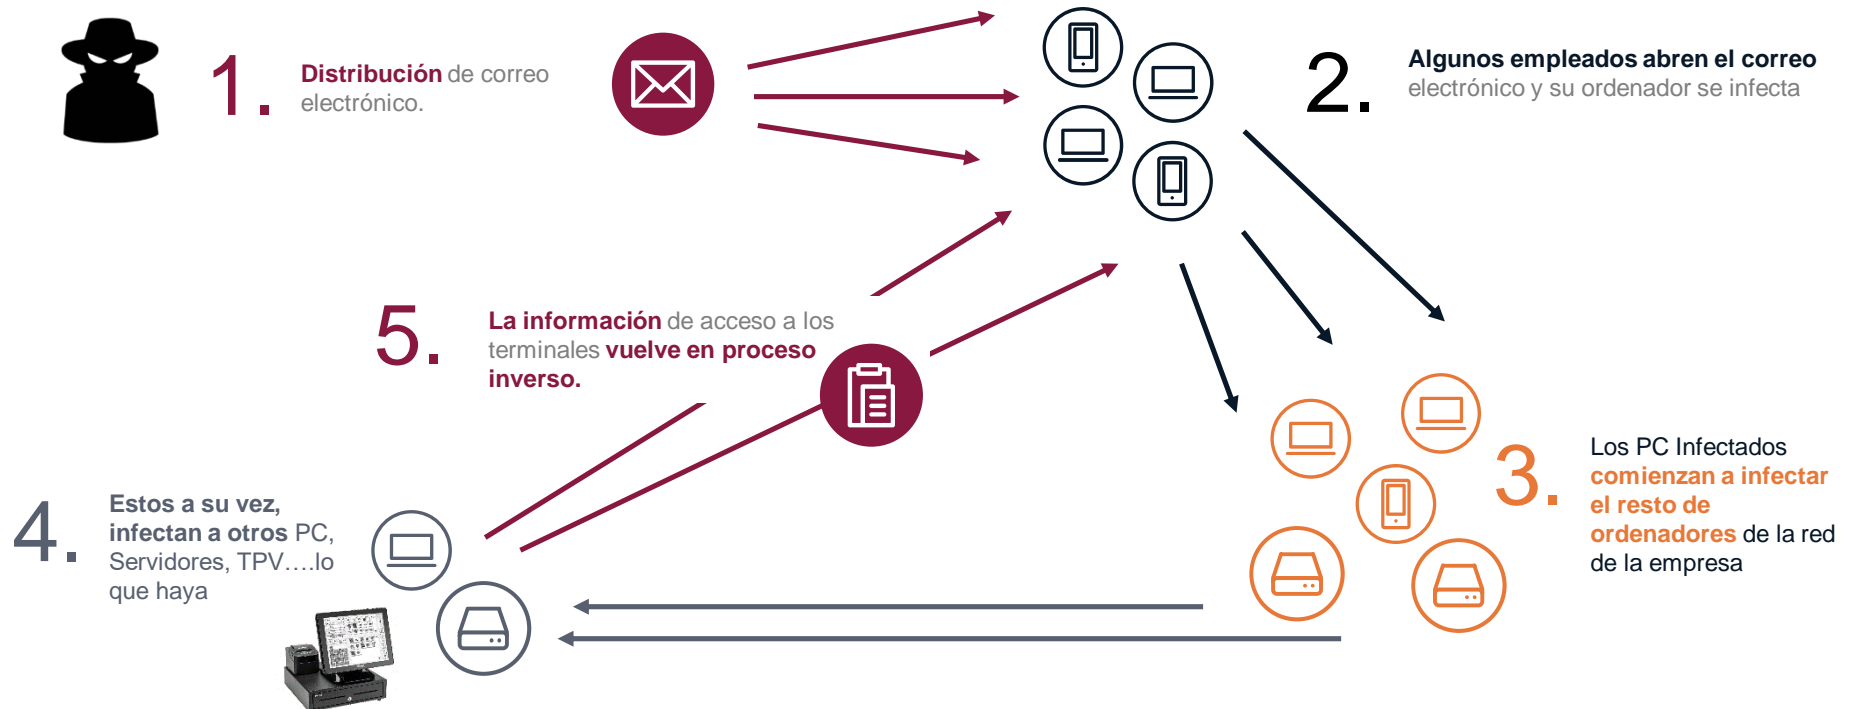 1.
Distribución de correo
electrónico.
2.
Algunos empleados abren el correo
electrónico y su ordenador se infecta
5.
La información de acceso a los
terminales vuelve en proceso
inverso.
3.
Los PC Infectados
comienzan a infectar
el resto de
ordenadores de la red
de la empresa
4.
Estos a su vez,
infectan a otros PC,
Servidores, TPV....lo
que haya